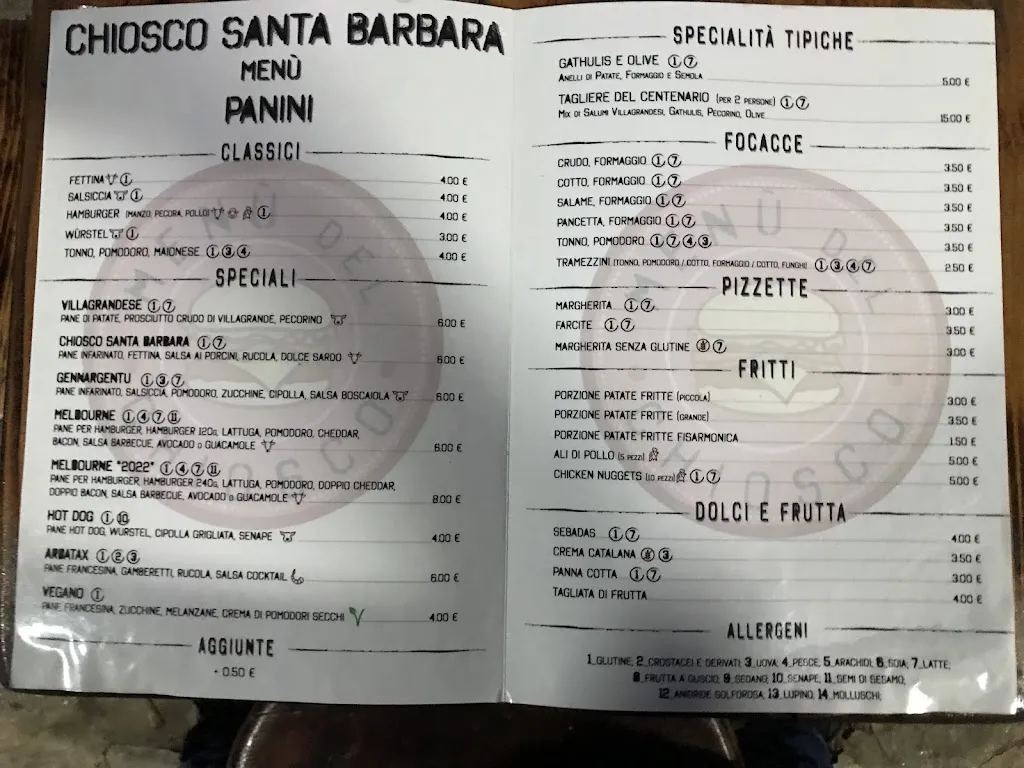 CHIOSCO SANTA BARBARA
MENÙ
PANINI
CLASSICI
FETTINA ① 4.00 €
SALSICCIA ① 4.00 €
HAMBURGER (MANZO, PECORA, POLLO) ① 4.00 €
WÜRSTEL ① 3.00 €
TONNO, POMODORO, MAIONESE ① ③ ④ 4.00 €
SPECIALI
VILLAGRANDESE ① ⑦
PANE DI PATATE, PROSCIUTTO CRUDO DI VILLAGRANDE, PECORINO 6.00 €
CHIOSCO SANTA BARBARA ① ⑦
PANE INFARINATO, FETTINA, SALSA AI PORCINI, RUCOLA, DOLCE SARDO 6.00 €
GENNARGENTU ① ③ ⑦
PANE INFARINATO, SALSICCIA, POMODORO, ZUCCHINE, CIPOLLA, SALSA BOSCAIOLA 6.00 €
MELBOURNE ① ④ ⑦ ⑪
PANE PER HAMBURGER, HAMBURGER 120g, LATTUGA, POMODORO, CHEDDAR,
BACON, SALSA BARBECUE, AVOCADO o GUACAMOLE 6.00 €
MELBOURNE "2022" ① ④ ⑦ ⑪
PANE PER HAMBURGER, HAMBURGER 240g, LATTUGA, POMODORO, DOPPIO CHEDDAR,
DOPPIO BACON, SALSA BARBECUE, AVOCADO o GUACAMOLE 8.00 €
HOT DOG ① ⑩
PANE HOT DOG, WURSTEL, CIPOLLA GRIGLIATA, SENAPE 4.00 €
ARBATAX ① ② ③
PANE FRANCESINA, GAMBERETTI, RUCOLA, SALSA COCKTAIL 6.00 €
VEGANO ①
PANE FRANCESINA, ZUCCHINE, MELANZANE, CREMA DI POMODORI SECCHI 4.00 €
AGGIUNTE
+ 0.50 €
SPECIALITÀ TIPICHE
GATHULIS E OLIVE ① ⑦
ANELLI DI PATATE, FORMAGGIO E SEMOLA 5.00 €
TAGLIERE DEL CENTENARIO (PER 2 PERSONE) ① ⑦
MIX DI SALUMI VILLAGRANDESI, GATHULIS, PECORINO, OLIVE 15.00 €
FOCACCE
CRUDO, FORMAGGIO ① ⑦ 3.50 €
COTTO, FORMAGGIO ① ⑦ 3.50 €
SALAME, FORMAGGIO ① ⑦ 3.50 €
PANCETTA, FORMAGGIO ① ⑦ 3.50 €
TONNO, POMODORO ① ⑦ ④ ③ 3.50 €
TRAMEZZINI (TONNO, POMODORO / COTTO, FORMAGGIO / COTTO, FUNGHI) ① ③ ④ ⑦ 2.50 €
PIZZETTE
MARGHERITA ① ⑦ 3.00 €
FARCITE ① ⑦ 3.50 €
MARGHERITA SENZA GLUTINE ⑦ 3.00 €
FRITTI
PORZIONE PATATE FRITTE (PICCOLA) 3.00 €
PORZIONE PATATE FRITTE (GRANDE) 3.50 €
PORZIONE PATATE FRITTE FISARMONICA 1.50 €
ALI DI POLLO (5 PEZZI) 5.00 €
CHICKEN NUGGETS (10 PEZZI) ① ⑦ 5.00 €
DOLCI E FRUTTA
SEBADAS ① ⑦ 4.00 €
CREMA CATALANA ③ 3.50 €
PANNA COTTA ① ⑦ 3.00 €
TAGLIATA DI FRUTTA 4.00 €
ALLERGENI
1_GLUTINE, 2_CROSTACEI E DERIVATI, 3_UOVA, 4_PESCE, 5_ARACHIDI, 6_SOIA, 7_LATTE,
8_FRUTTA A GUSCIO, 9_SEDANO, 10_SENAPE, 11_SEMI DI SESAMO,
12_ANIDRIDE SOLFOROSA, 13_LUPINO, 14_MOLLUSCHI;
MENÙ DEL CHIOSCO
MENÙ DEL CHIOSCO